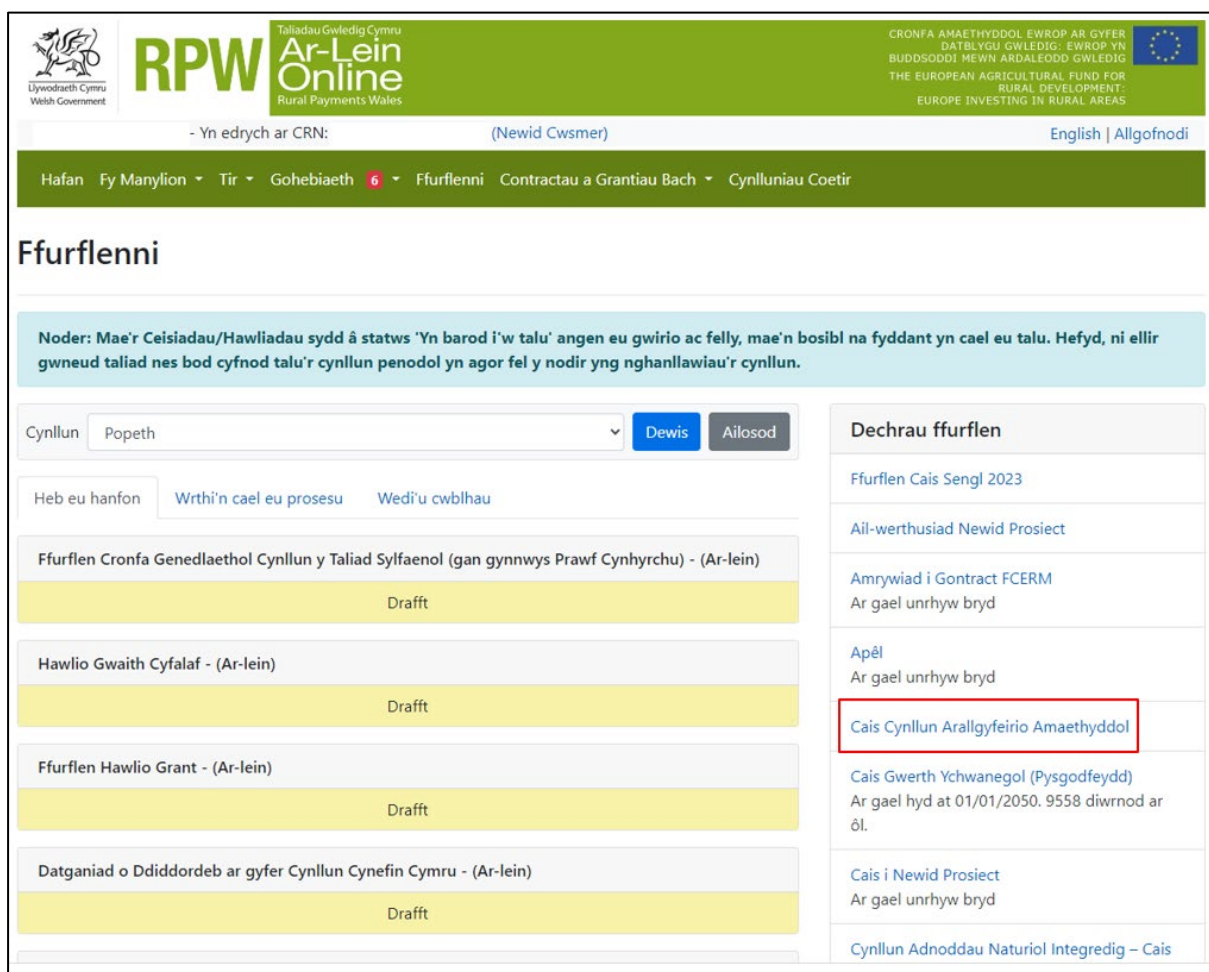 Llywodraeth Cymru
Welsh Government
RPW
Taliadau Gwledig Cymru
Ar-Lein
Online
Rural Payments Wales
CRONFA AMAETHYDDOL EWROP AR GYFER
DATBLYGU GWLEDIG: EWROP YN
BUDDSODDI MEWN ARDALEODD GWLEDIG
THE EUROPEAN AGRICULTURAL FUND FOR
RURAL DEVELOPMENT:
EUROPE INVESTING IN RURAL AREAS
- Yn edrych ar CRN: (Newid Cwsmer) English | Allgofnodi
Hafan Fy Manylion Tir Gohebiaeth 6 Ffurflenni Contractau a Grantiau Bach Cynlluniau Coetir
Ffurflenni
Noder: Mae'r Ceisiadau/Hawliadau sydd â statws 'Yn barod i'w talu' angen eu gwirio ac felly, mae'n bosibl na fyddant yn cael eu talu. Hefyd, ni ellir
gwneud taliad nes bod cyfnod talu'r cynllun penodol yn agor fel y nodir yng nghanllawiau'r cynllun.
Cynllun Popeth Dewis Ailosod
Heb eu hanfon Wrthi'n cael eu prosesu Wedi'u cwblhau
Ffurflen Cronfa Genedlaethol Cynllun y Taliad Sylfaenol (gan gynnwys Prawf Cynhyrchu) - (Ar-lein)
Drafft
Hawlio Gwaith Cyfalaf - (Ar-lein)
Drafft
Ffurflen Hawlio Grant - (Ar-lein)
Drafft
Datganiad o Ddiddordeb ar gyfer Cynllun Cynefin Cymru - (Ar-lein)
Drafft
Dechrau ffurflen
Ffurflen Cais Sengl 2023
Ail-werthusiad Newid Prosiect
Amrywiad i Gontract FCERM
Ar gael unrhyw bryd
Apêl
Ar gael unrhyw bryd
Cais Cynllun Arallgyfeirio Amaethyddol
Cais Gwerth Ychwanegol (Pysgodfeydd)
Ar gael hyd at 01/01/2050. 9558 diwrnod ar
ôl.
Cais i Newid Prosiect
Ar gael unrhyw bryd
Cynllun Adnoddau Naturiol Integredig – Cais